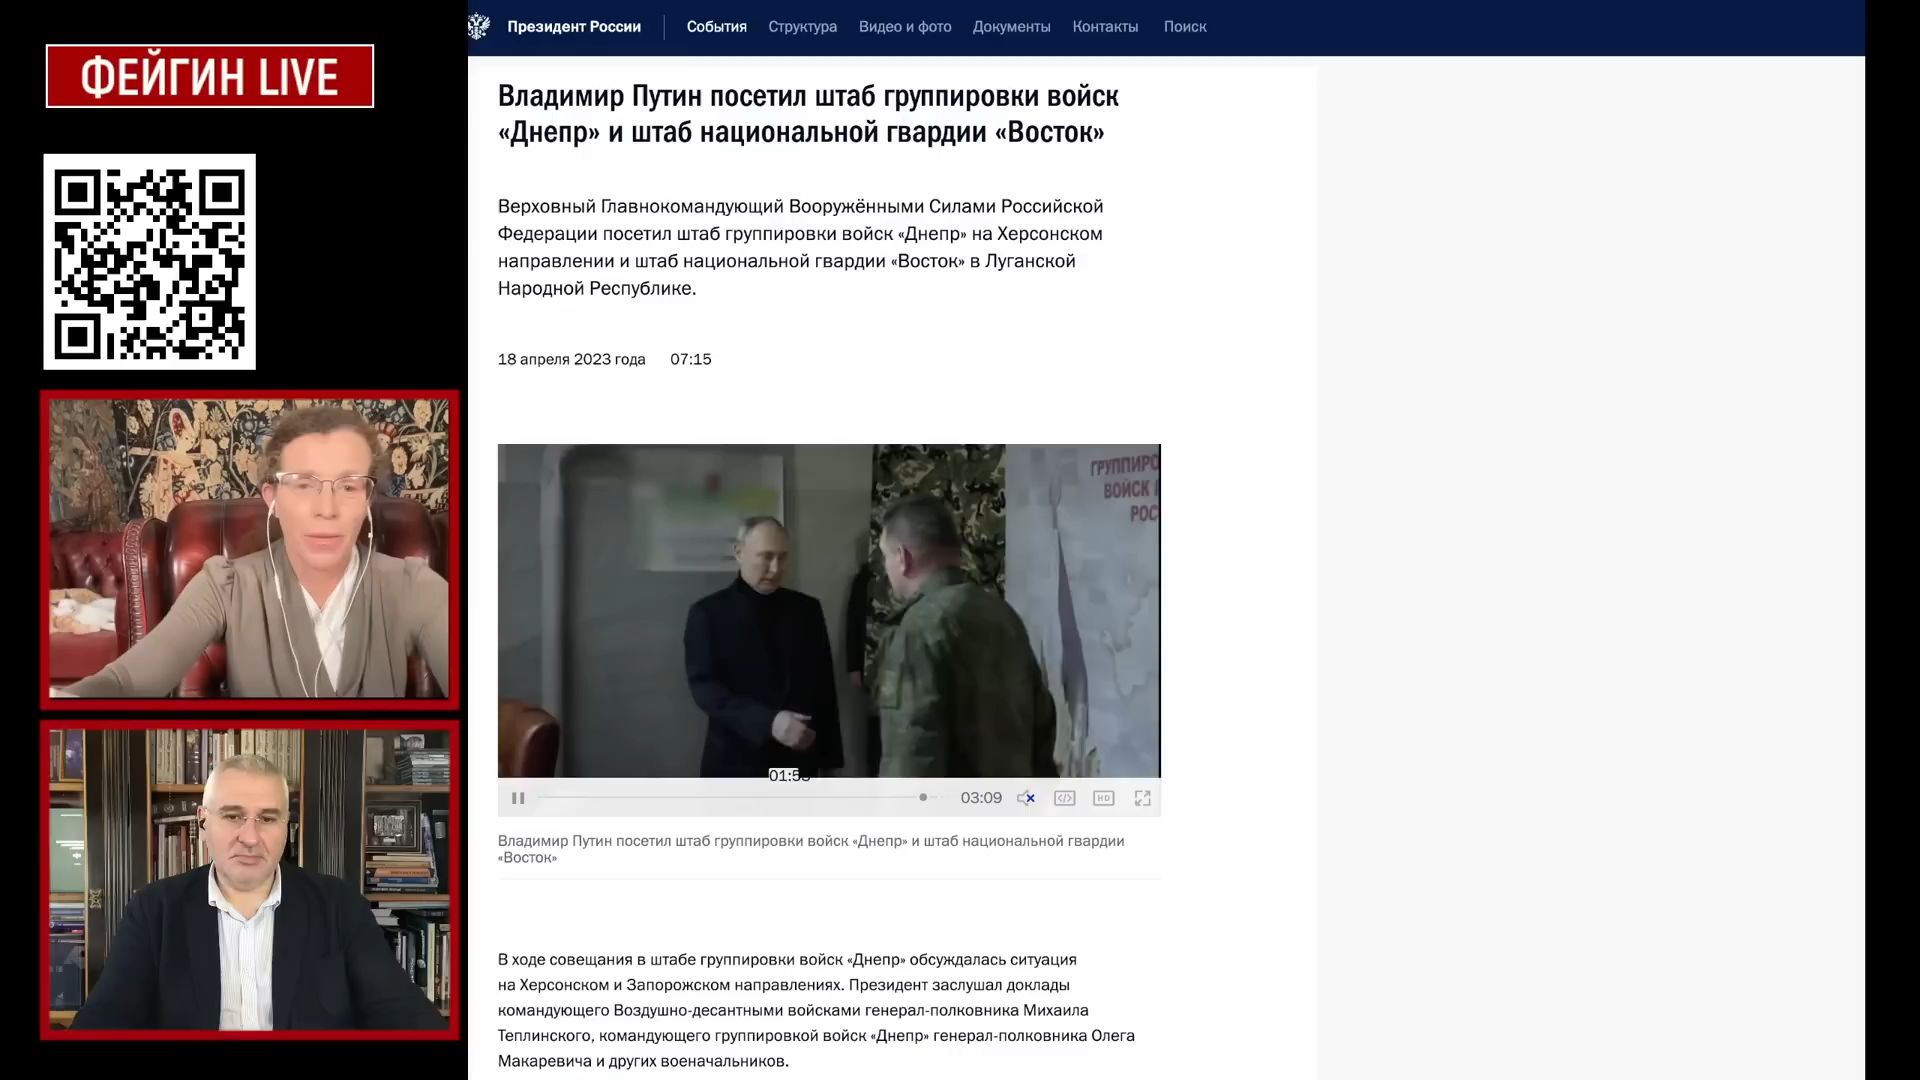 ФЕЙГИН LIVE
Президент России
События
Структура
Видео и фото
Документы
Контакты
Поиск
Владимир Путин посетил штаб группировки войск
«Днепр» и штаб национальной гвардии «Восток»
Верховный Главнокомандующий Вооружёнными Силами Российской
Федерации посетил штаб группировки войск «Днепр» на Херсонском
направлении и штаб национальной гвардии «Восток» в Луганской
Народной Республике.
18 апреля 2023 года 07:15
ГРУППИРО
ВОЙСК
РОС
03:09
HD
Владимир Путин посетил штаб группировки войск «Днепр» и штаб национальной гвардии
«Восток»
В ходе совещания в штабе группировки войск «Днепр» обсуждалась ситуация
на Херсонском и Запорожском направлениях. Президент заслушал доклады
командующего Воздушно-десантными войсками генерал-полковника Михаила
Теплинского, командующего группировкой войск «Днепр» генерал-полковника Олега
Макаревича и других военачальников.